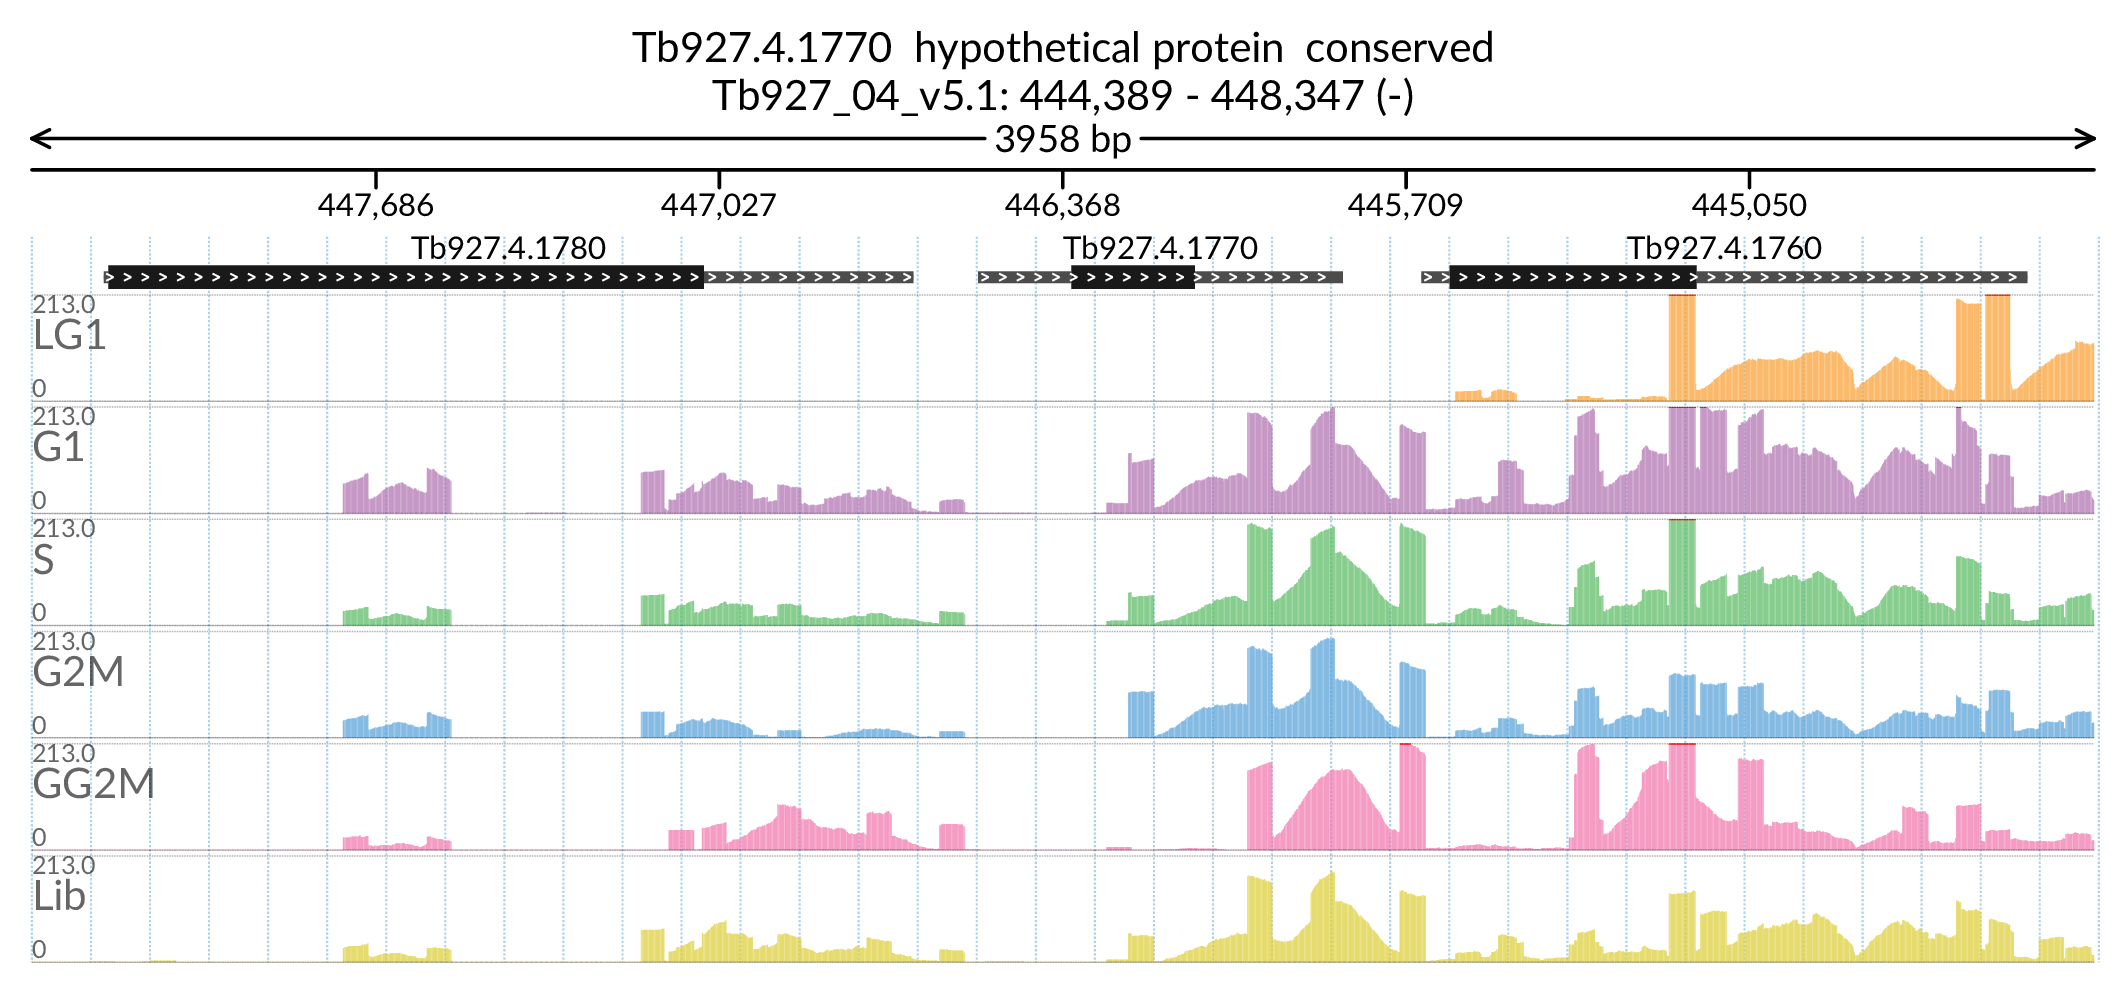 Tb927.4.1770  hypothetical protein  conserved
Tb927_04_v5.1: 444,389 - 448,347 (-)
3958 bp
447,686 447,027 446,368 445,709 445,050
Tb927.4.1780 Tb927.4.1770 Tb927.4.1760
213.0
LG1
0
213.0
G1
0
213.0
S
0
213.0
G2M
0
213.0
GG2M
0
213.0
Lib
0